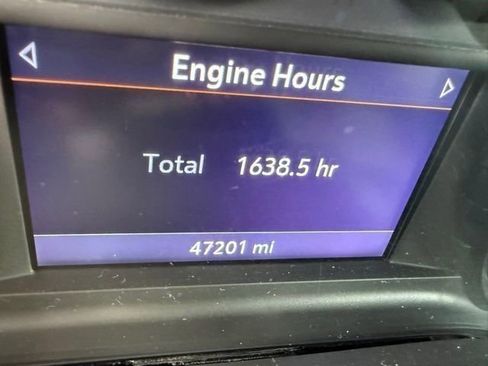 Engine Hours
Total 1638.5 hr
47201 mi